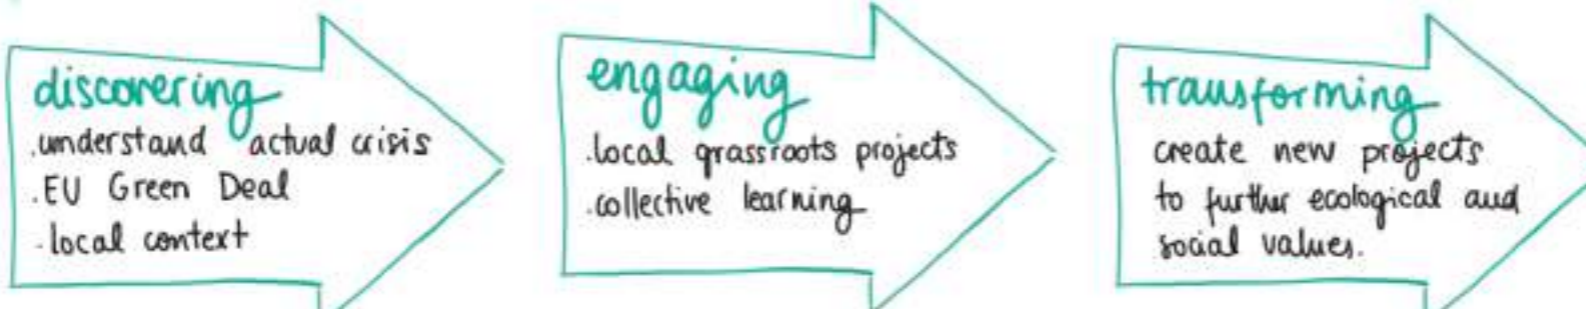 discovering
.understand actual crisis
.EU Green Deal
.local context
engaging
.local grassroots projects
.collective learning
transforming
create new projects
to further ecological and
social values.